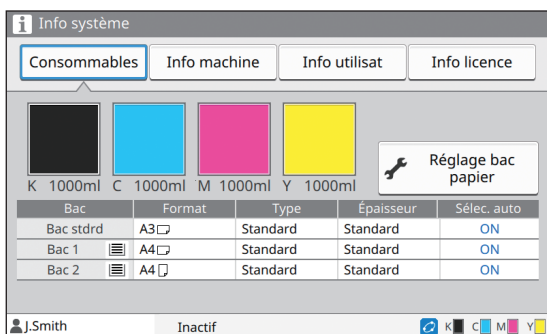 Info système
Consommables Info machine Info utilisat Info licence
K 1000ml C 1000ml M 1000ml Y 1000ml
Réglage bac
papier
Bac Format Type Épaisseur Sélec. auto
Bac stdrd A3 Standard Standard ON
Bac 1 A4 Standard Standard ON
Bac 2 A4 Standard Standard ON
J.Smith Inactif K C M Y